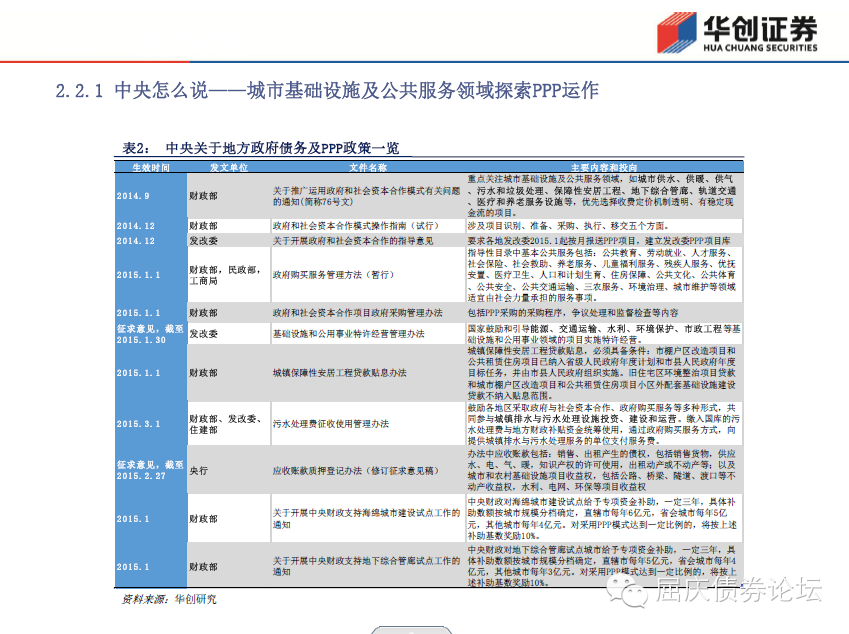 华创证券
HUA CHUANG SECURITIES
2.2.1 中央怎么说——城市基础设施及公共服务领域探索PPP运作
表2： 中央关于地方政府债务及PPP政策一览
生效时间 发文单位 文件名称 主要内容和投向
2014.9 财政部 关于推广运用政府和社会资本合作模式有关问题
的通知(简称76号文)
重点关注城市基础设施及公共服务领域，如城市供水、供暖、供气
、污水和垃圾处理、保障性安居工程、地下综合管廊、轨道交通
、医疗和养老服务设施等，优先选择收费定价机制透明、有稳定现
金流的项目。
2014.12 财政部 政府和社会资本合作模式操作指南（试行） 涉及项目识别、准备、采购、执行、移交五个方面。
2014.12 发改委 关于开展政府和社会资本合作的指导意见 要求各地发改委2015.1起按月报送PPP项目，建立发改委PPP项目库
2015.1.1 财政部，民政部，
工商局
政府购买服务管理方法（暂行）
指导性目录中基本公共服务包括：公共教育、劳动就业、人才服务、
社会保险、社会救助、养老服务、儿童福利服务、残疾人服务、优抚
安置、医疗卫生、人口和计划生育、住房保障、公共文化、公共体育
、公共安全、公共交通运输、三农服务、环境治理、城市维护等领域
适宜由社会力量承担的服务事项。
2015.1.1 财政部 政府和社会资本合作项目政府采购管理办法 包括PPP采购的采购程序，争议处理和监督检查等内容
征求意见，截至
2015.1.30
发改委 基础设施和公用事业特许经营管理办法
国家鼓励和引导能源、交通运输、水利、环境保护、市政工程等基
础设施和公用事业领域的项目实施特许经营。
2015.1.1 财政部 城镇保障性安居工程贷款贴息办法
城镇保障性安居工程贷款贴息，必须具备条件：市棚户区改造项目和
公共租赁住房项目已纳入省级人民政府年度计划和市县人民政府年度
目标任务，并由市县人民政府组织实施。旧住宅区环境整治项目贷款
和城市棚户区改造项目和公共租赁住房项目小区外配套基础设施建设
贷款不纳入贴息范围。
2015.3.1 财政部、发改委、
住建部
污水处理费征收使用管理办法
鼓励各地区采取政府与社会资本合作、政府购买服务等多种形式，共
同参与城镇排水与污水处理设施投资、建设和运营。缴入国库的污
水处理费与地方财政补贴资金统筹使用，通过政府购买服务方式，向
提供城镇排水与污水处理服务的单位支付服务费。
征求意见，截至
2015.2.27
央行 应收账款质押登记办法（修订征求意见稿）
办法中应收账款包括：销售、出租产生的债权，包括销售货物，供应
水、电、气、暖，知识产权的许可使用，出租动产或不动产等；以及
城市和农村基础设施项目收益权，包括公路、桥梁、隧道、渡口等不
动产收益权，水利、电网、环保等项目收益权
2015.1 财政部 关于开展中央财政支持海绵城市建设试点工作的
通知
中央财政对海绵城市建设试点给予专项资金补助，一定三年，具体补
助数额按城市规模分档确定，直辖市每年6亿元，省会城市每年5亿
元，其他城市每年4亿元。对采用PPP模式达到一定比例的，将按上述
补助基数奖励10%。
2015.1 财政部 关于开展中央财政支持地下综合管廊试点工作的
通知
中央财政对地下综合管廊试点城市给予专项资金补助，一定三年，具
体补助数额按城市规模分档确定，直辖市每年5亿元，省会城市每年4
亿元，其他城市每年3亿元。对采用PPP模式达到一定比例的，将按上
述补助基数奖励10%。
资料来源：华创研究
屈庆债券论坛